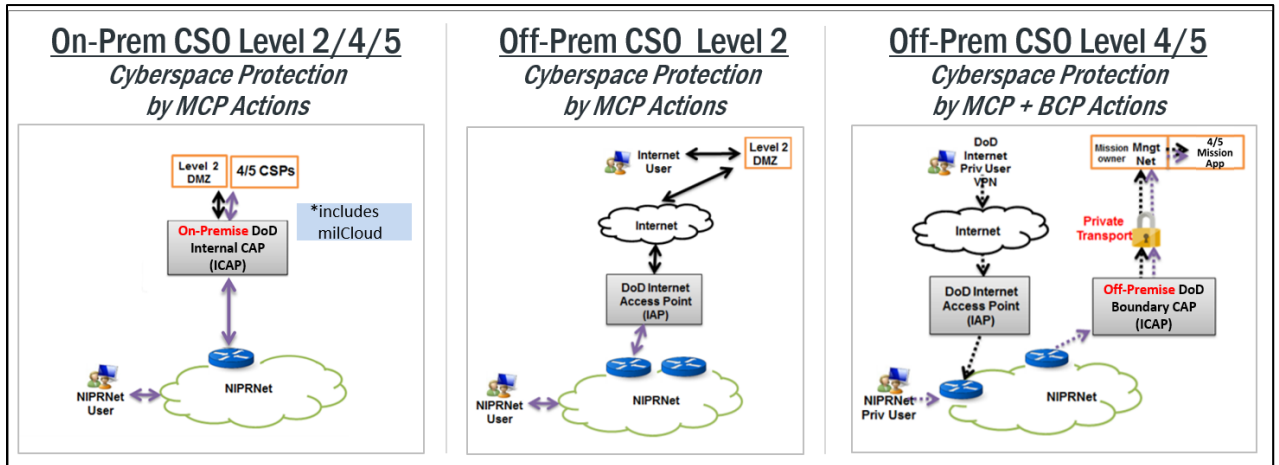 On-Prem CSO Level 2/4/5
Cyberspace Protection
by MCP Actions
Level 2
DMZ
4/5 CSPs
*includes
milCloud
On-Premise DoD
Internal CAP
(ICAP)
NIPRNet
NIPRNet
User
Off-Prem CSO Level 2
Cyberspace Protection
by MCP Actions
Internet
User
Level 2
DMZ
Internet
DoD Internet
Access Point
(IAP)
NIPRNet
NIPRNet
User
Off-Prem CSO Level 4/5
Cyberspace Protection
by MCP + BCP Actions
DoD
Internet
Priv User
VPN
Mission
owner
Mngt
Net
4/5
Mission
App
Internet
Private
Transport
DoD Internet
Access Point
(IAP)
Off-Premise DoD
Boundary CAP
(ICAP)
NIPRNet
NIPRNet
Priv User